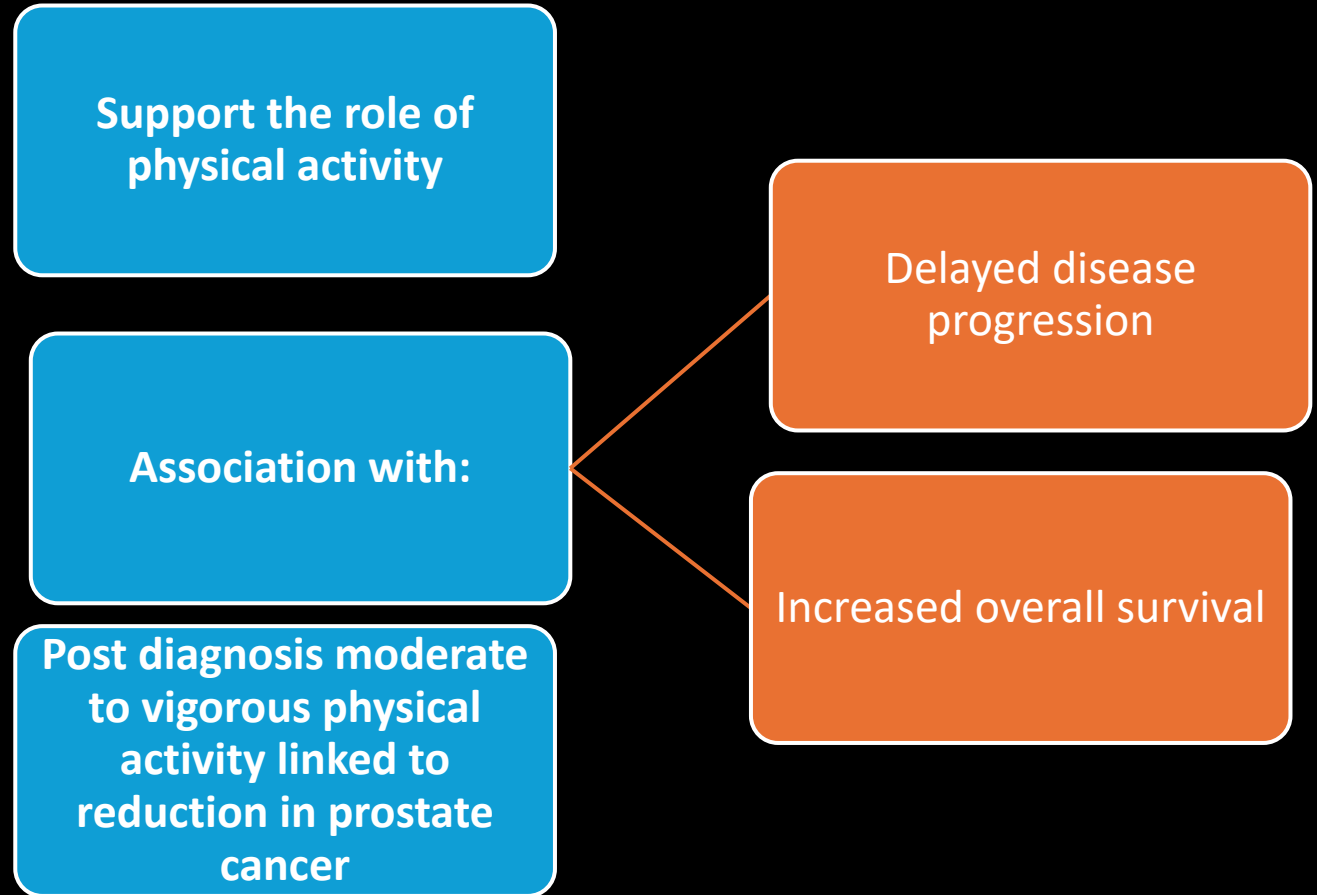 Support the role of
physical activity
Association with:
Delayed disease
progression
Increased overall survival
Post diagnosis moderate
to vigorous physical
activity linked to
reduction in prostate
cancer